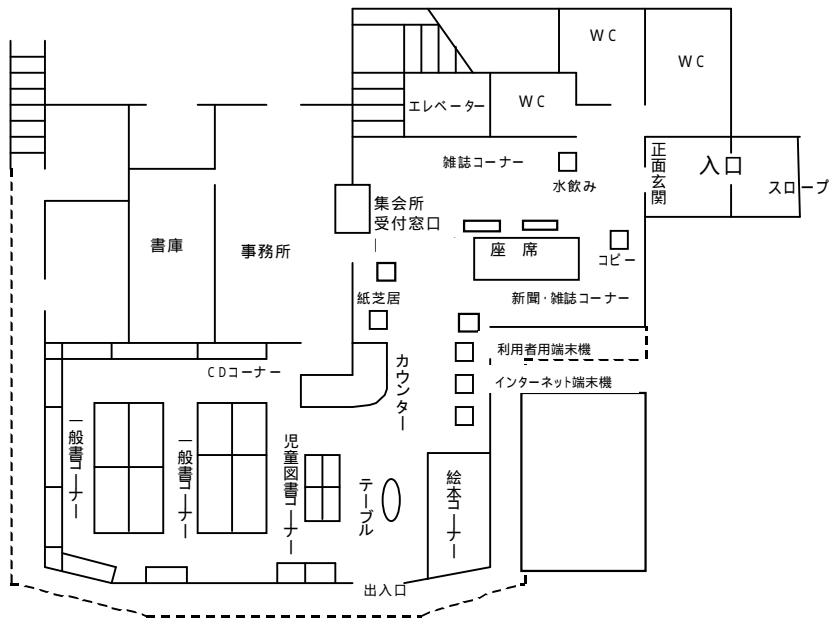 WC
WC
エレベーター
WC
雑誌コーナー
水飲み
正面玄関
入口
スロープ
集会所
受付窓口
書庫
事務所
座 席
コピー
紙芝居
新聞・雑誌コーナー
利用者用端末機
CDコーナー
カウンター
インターネット端末機
一般書コーナー
一般書コーナー
児童図書コーナー
テーブル
絵本コーナー
出入口